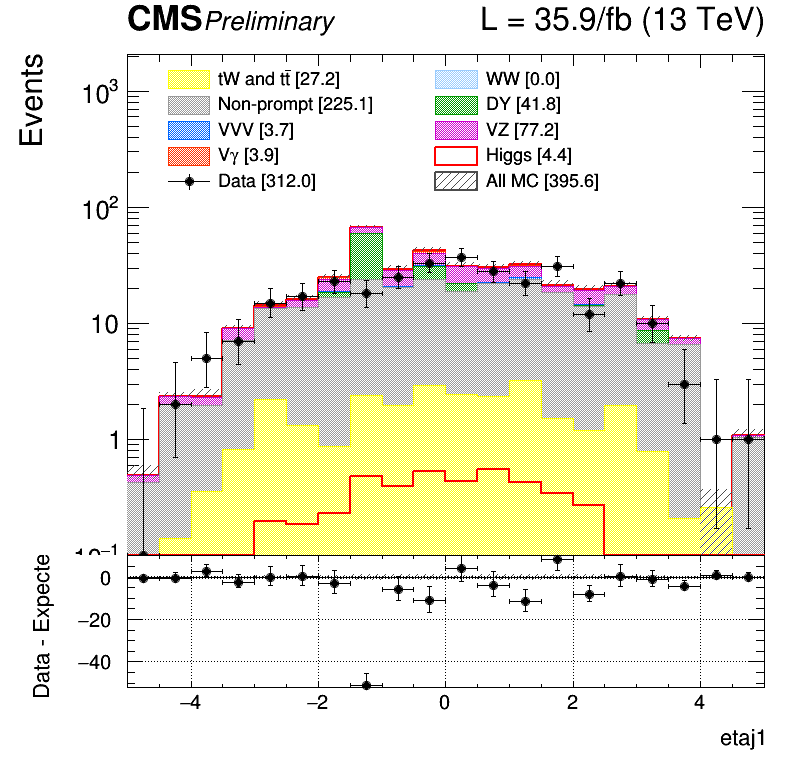 CMS Preliminary L = 35.9/fb (13 TeV)
Events
tW and tt̄ [27.2] WW [0.0]
Non-prompt [225.1] DY [41.8]
VVV [3.7] VZ [77.2]
Vγ [3.9] Higgs [4.4]
Data [312.0] All MC [395.6]
10³
10²
10
1
10⁻¹
Data - Expecte
0
−20
−40
−4 −2 0 2 4
etaj1